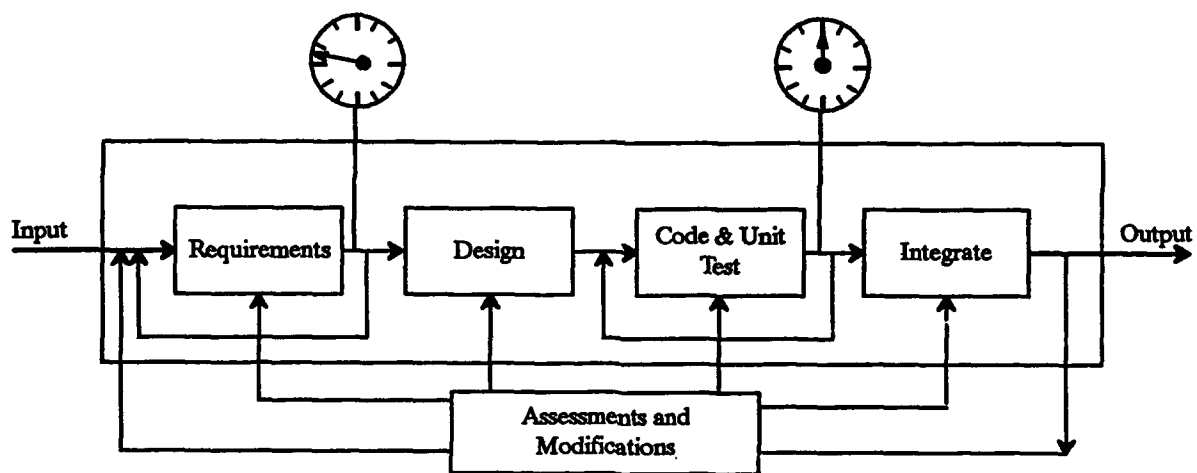 Input
Requirements
Design
Code & Unit
Test
Integrate
Output
Assessments and
Modifications